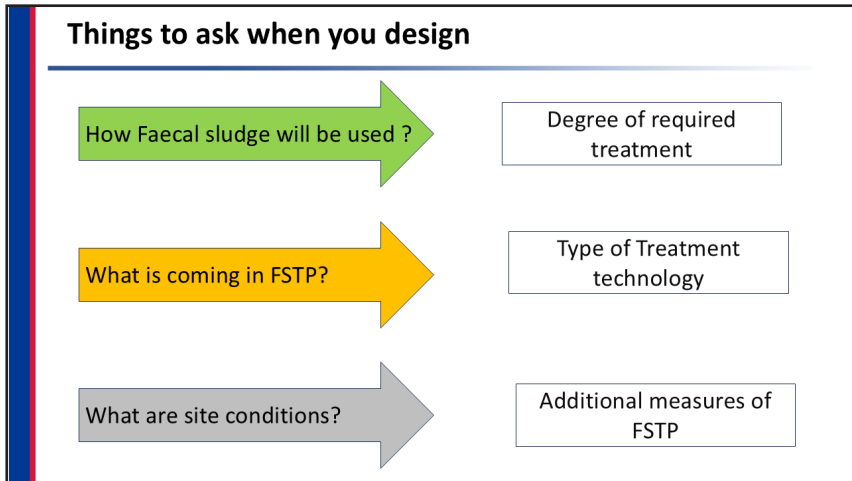 Things to ask when you design
How Faecal sludge will be used ?
Degree of required
treatment
What is coming in FSTP?
Type of Treatment
technology
What are site conditions?
Additional measures of
FSTP